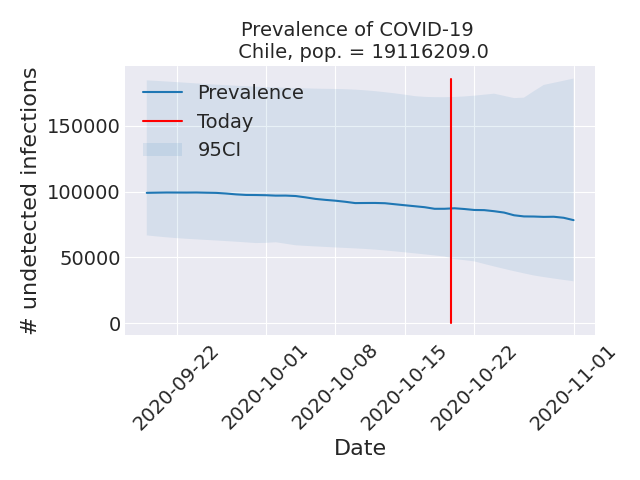 Prevalence of COVID-19
Chile, pop. = 19116209.0
Prevalence
Today
95CI
# undetected infections
150000
100000
50000
0
2020-09-22
2020-10-01
2020-10-08
2020-10-15
2020-10-22
2020-11-01
Date